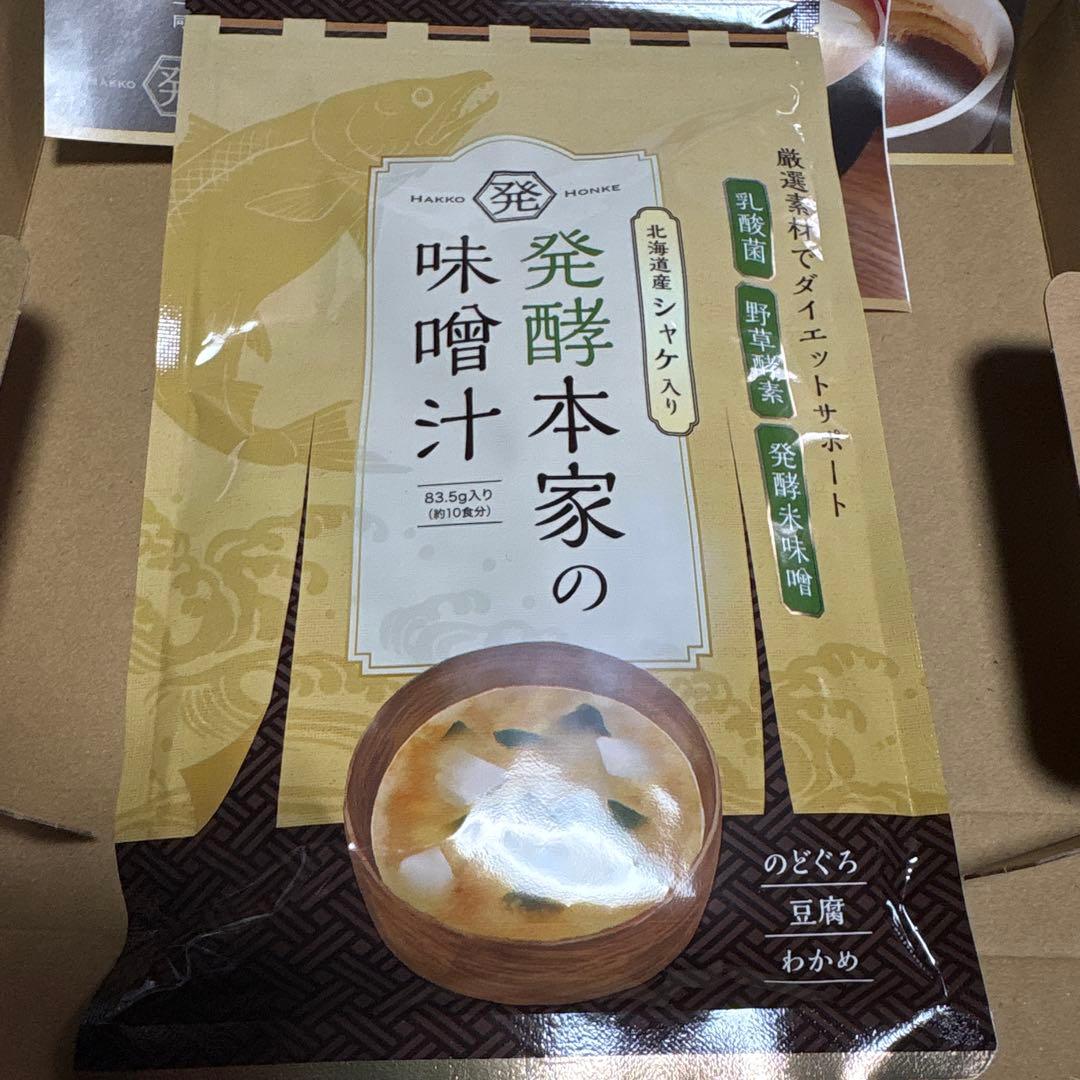 HAKKO
発
HAKKO 発 HONKE
発酵本家の
味噌汁
83.5g入り
(約10食分)
北海道産シャケ入り
厳選素材でダイエットサポート
乳酸菌
野草酵素
発酵米味噌
のどぐろ
豆腐
わかめ